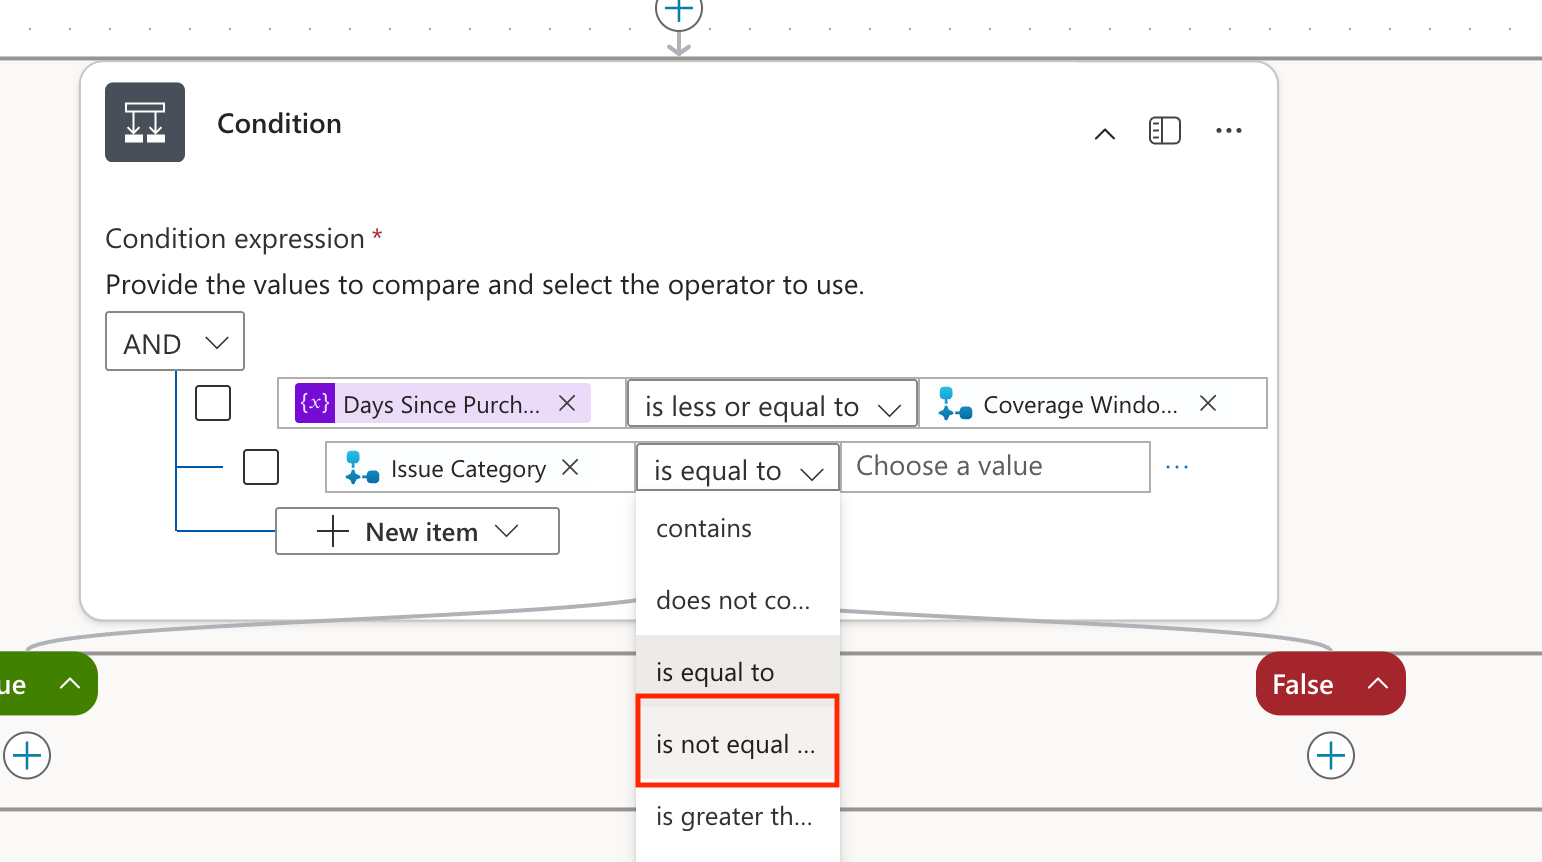 Condition
Condition expression *
Provide the values to compare and select the operator to use.
AND
{x} Days Since Purch... is less or equal to Coverage Windo...
Issue Category is equal to Choose a value ...
New item
contains
does not co...
is equal to
is not equal ...
is greater th...
ue
False